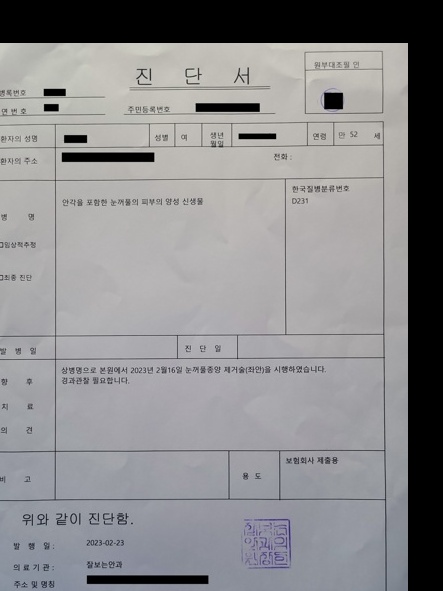 진 단 서
원부대조필 인
병록번호
연 번 호
주민등록번호
환자의 성명
성별 여
생년월일
연령 만 52 세
환자의 주소
전화 :
병 명
안각을 포함한 눈꺼풀의 피부의 양성 신생물
한국질병분류번호
D231
□임상적추정
□최종 진단
발 병 일
진 단 일
향 후
치 료
의 견
상병명으로 본원에서 2023년 2월16일 눈꺼풀종양 제거술(좌안)을 시행하였습니다.
경과관찰 필요합니다.
비 고
용 도
보험회사 제출용
위와 같이 진단함.
발 행 일:
2023-02-23
의료기관:
잘보는안과
주소 및 명칭